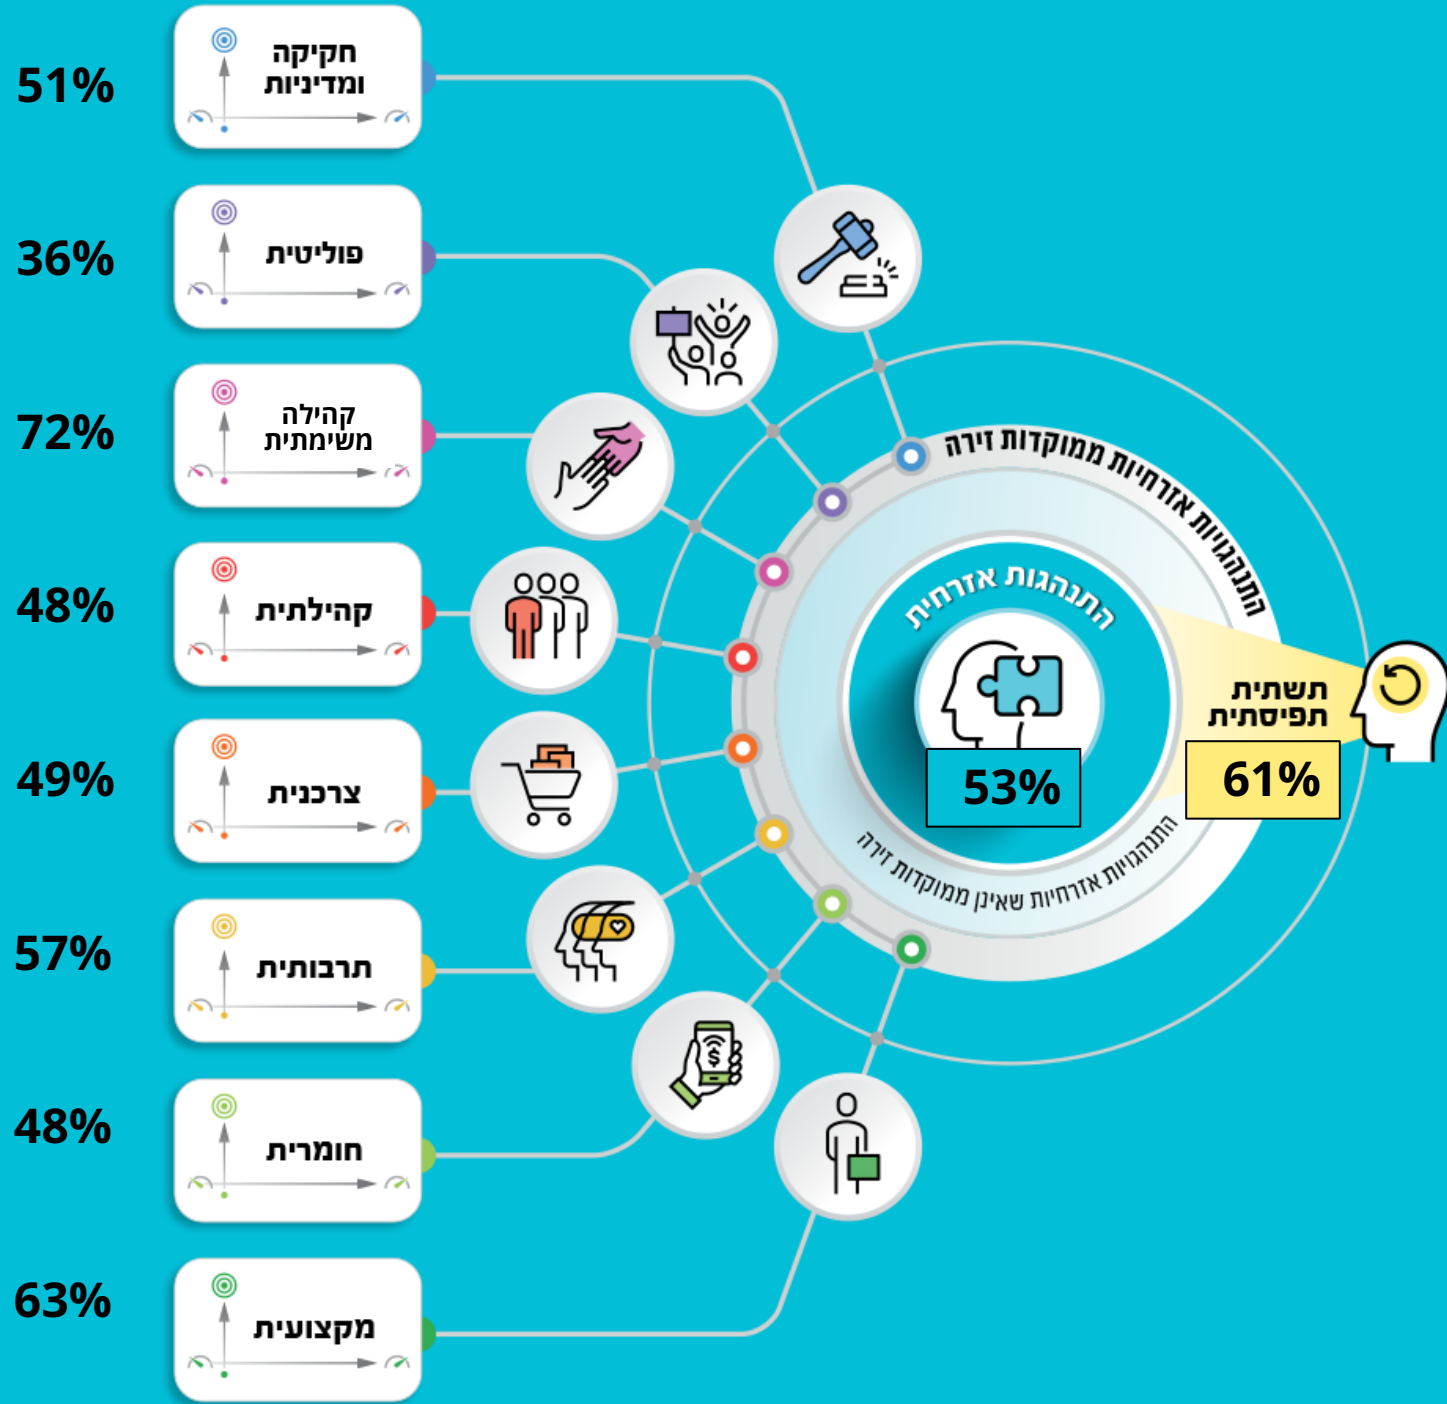 51%
חקיקה
ומדיניות
36%
פוליטית
72%
קהילה
משימתית
48%
קהילתית
49%
צרכנית
57%
תרבותית
48%
חומרית
63%
מקצועית
התנהגויות אזרחיות ממוקדות זירה
התנהגות אזרחית
53%
התנהגויות אזרחיות שאינן ממוקדות זירה
תשתית
תפיסתית
61%
$